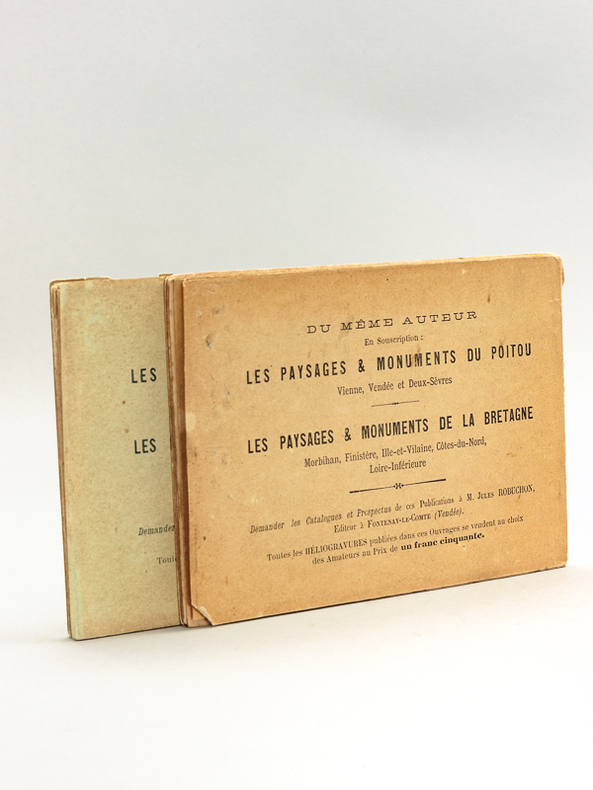 LES
LES
Demander
Toute
DU MÊME AUTEUR
En Souscription :
LES PAYSAGES & MONUMENTS DU POITOU
Vienne, Vendée et Deux-Sèvres
LES PAYSAGES & MONUMENTS DE LA BRETAGNE
Morbihan, Finistère, Ille-et-Vilaine, Côtes-du-Nord,
Loire-Inférieure
Demander les Catalogues et Prospectus de ces Publications à M. JULES ROBUCHON,
Editeur à FONTENAY-LE-COMTE (Vendée).
Toutes les HÉLIOGRAVURES publiées dans ces Ouvrages se vendent au choix
des Amateurs au Prix de un franc cinquante.